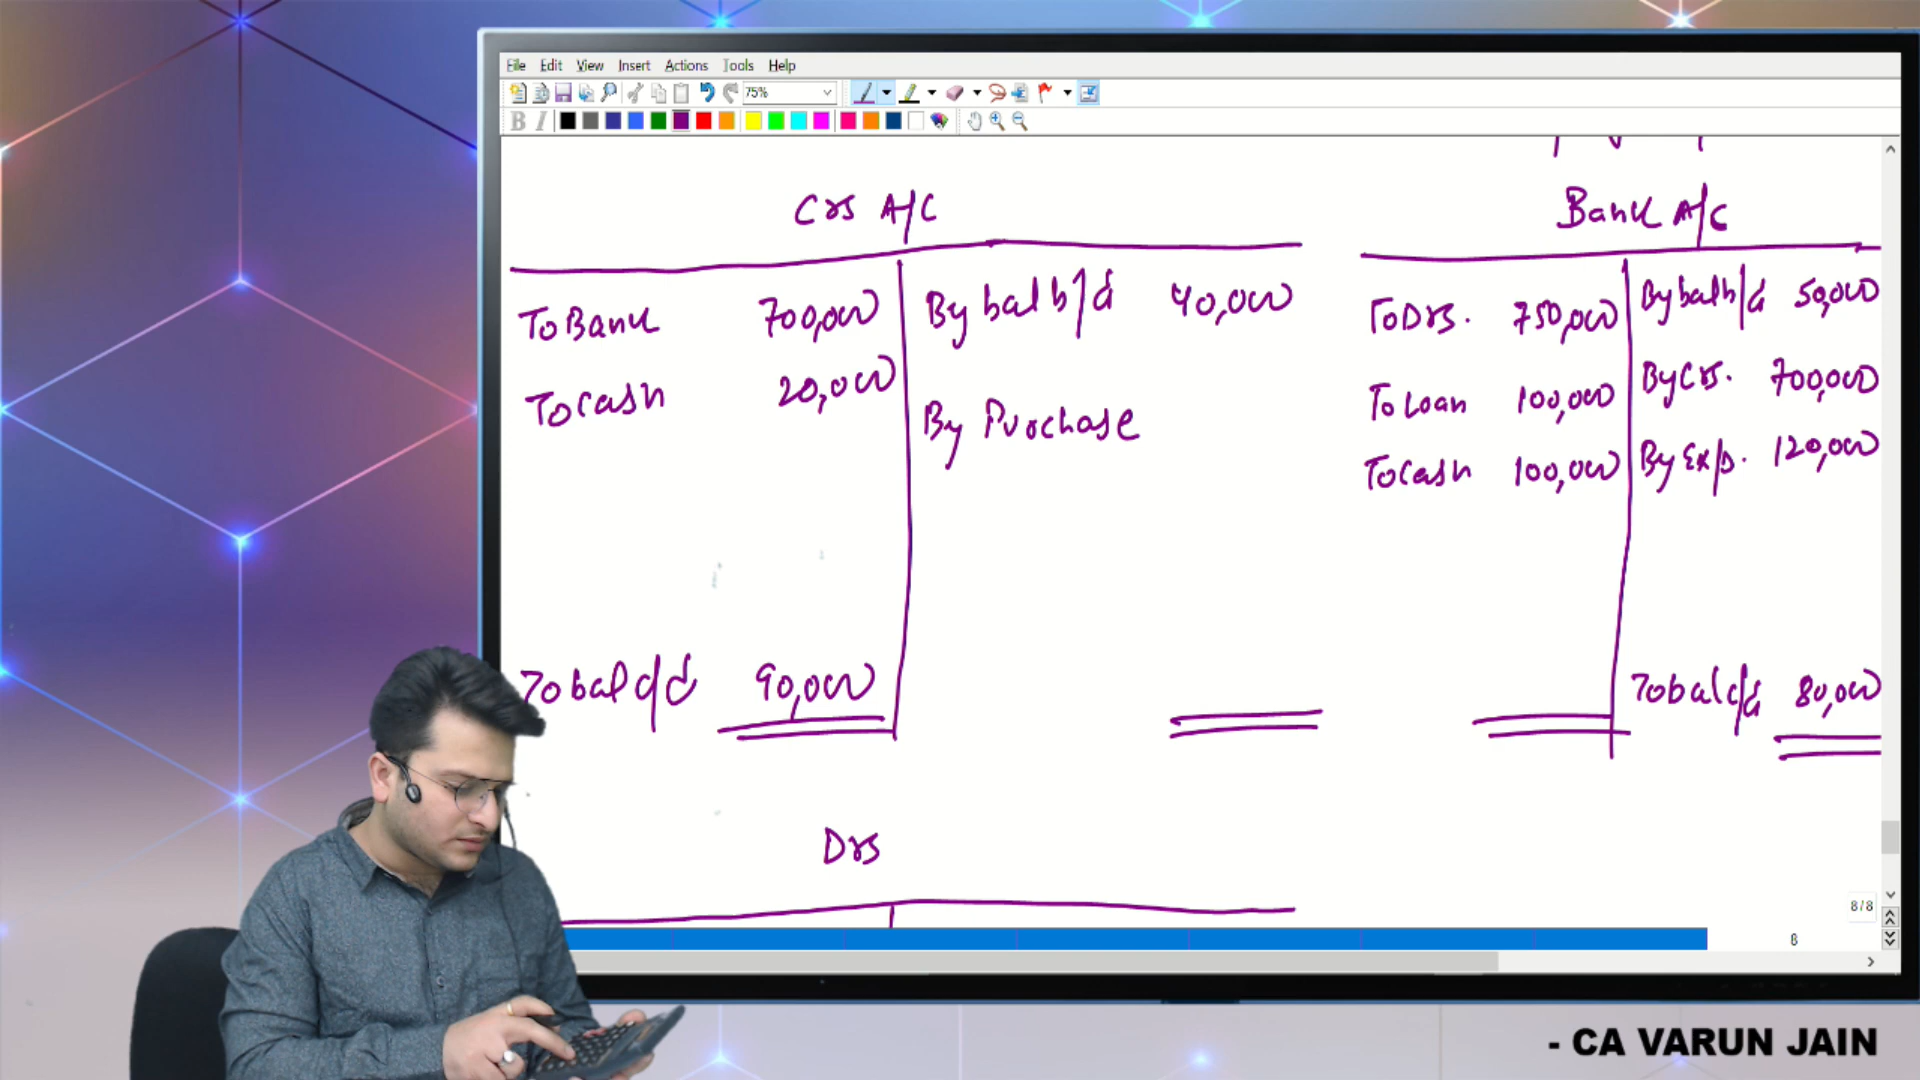 File Edit View Insert Actions Tools Help
75%
B I
Crs A/C
To Bank 700,000 By bal b/d 40,000
To Cash 20,000 By Purchase
To bal c/d 90,000
Bank A/C
To Drs. 750,000 By bal b/d 50,000
To Loan 100,000 By Crs. 700,000
To Cash 100,000 By Exp. 120,000
To bal c/d 80,000
Drs
8/8
8
- CA VARUN JAIN